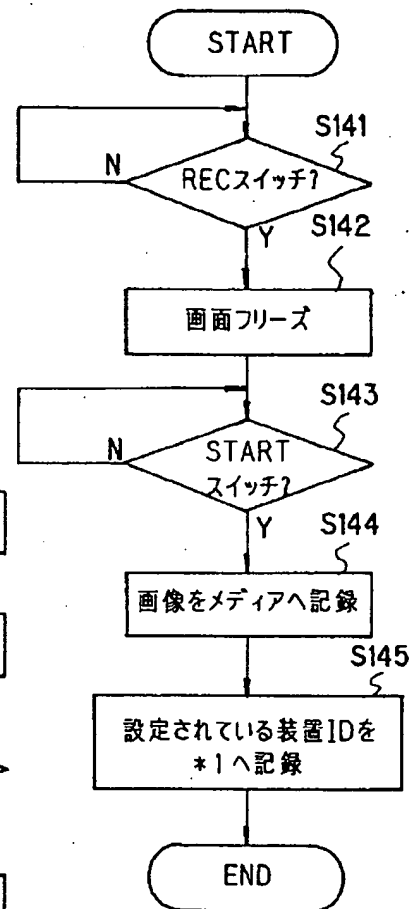 START
S141
RECスイッチ?
N
Y
S142
画面フリーズ
S143
START
スイッチ?
N
Y
S144
画像をメディアへ記録
S145
設定されている装置IDを
*1へ記録
END